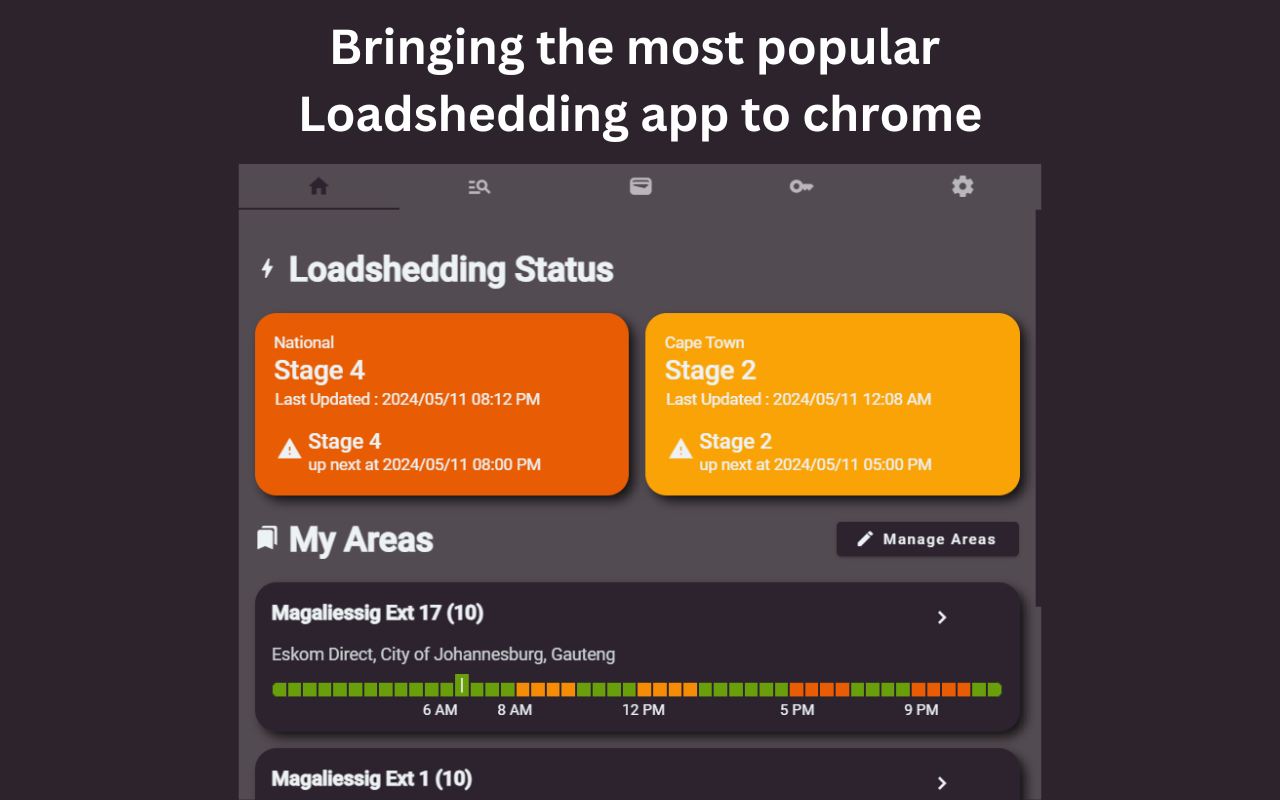 Bringing the most popular
Loadshedding app to chrome
Loadshedding Status
National
Stage 4
Last Updated : 2024/05/11 08:12 PM
Stage 4
up next at 2024/05/11 08:00 PM
Cape Town
Stage 2
Last Updated : 2024/05/11 12:08 AM
Stage 2
up next at 2024/05/11 05:00 PM
My Areas
Manage Areas
Magaliessig Ext 17 (10)
Eskom Direct, City of Johannesburg, Gauteng
6 AM 8 AM 12 PM 5 PM 9 PM
Magaliessig Ext 1 (10)